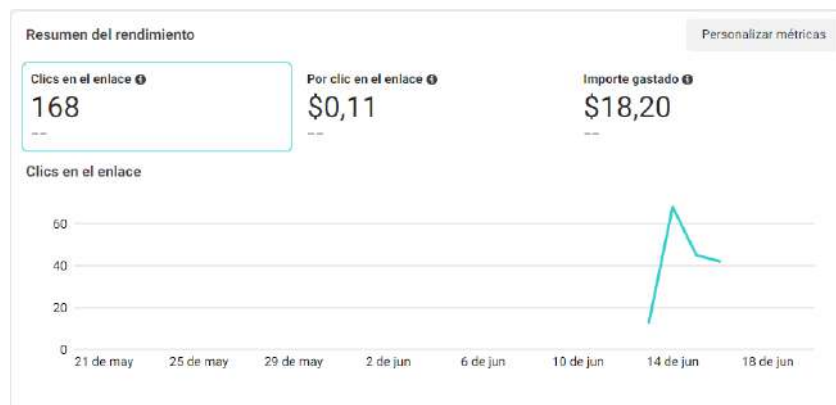 Resumen del rendimiento
Personalizar métricas
Clics en el enlace
168
--
Por clic en el enlace
$0,11
--
Importe gastado
$18,20
--
Clics en el enlace
60
40
20
0
21 de may 25 de may 29 de may 2 de jun 6 de jun 10 de jun 14 de jun 18 de jun